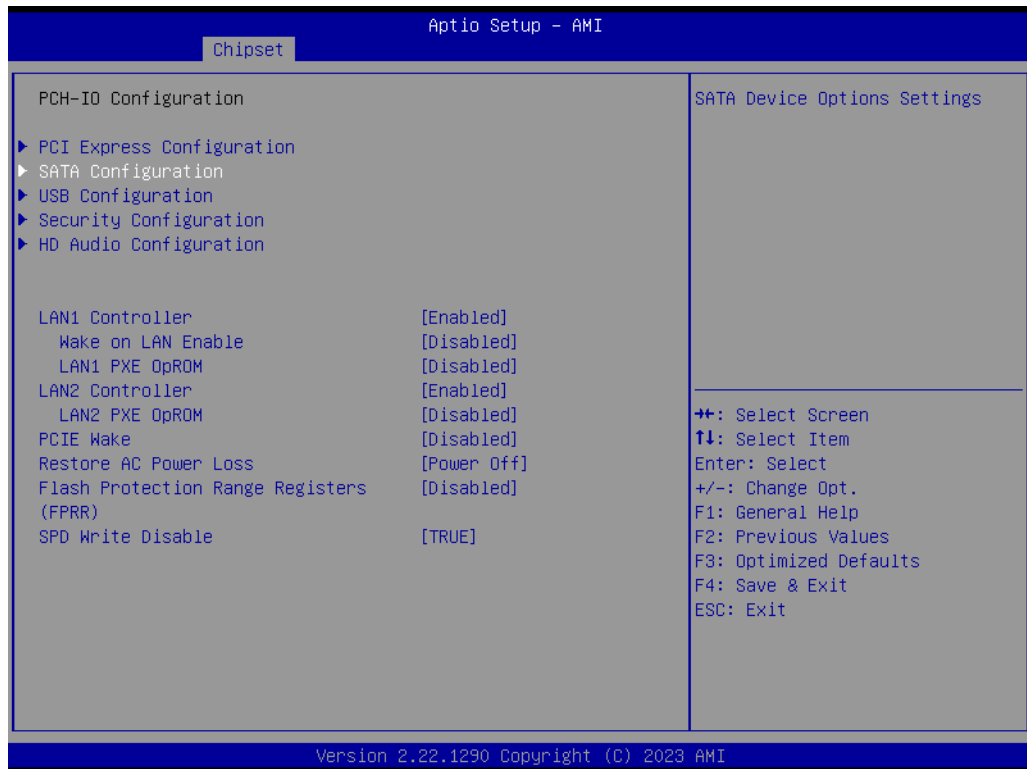 Aptio Setup – AMI
Chipset
PCH-IO Configuration
PCI Express Configuration
SATA Configuration
USB Configuration
Security Configuration
HD Audio Configuration
LAN1 Controller [Enabled]
Wake on LAN Enable [Disabled]
LAN1 PXE OpROM [Disabled]
LAN2 Controller [Enabled]
LAN2 PXE OpROM [Disabled]
PCIE Wake [Disabled]
Restore AC Power Loss [Power Off]
Flash Protection Range Registers [Disabled]
(FPRR)
SPD Write Disable [TRUE]
SATA Device Options Settings
→←: Select Screen
↑↓: Select Item
Enter: Select
+/-: Change Opt.
F1: General Help
F2: Previous Values
F3: Optimized Defaults
F4: Save & Exit
ESC: Exit
Version 2.22.1290 Copyright (C) 2023 AMI